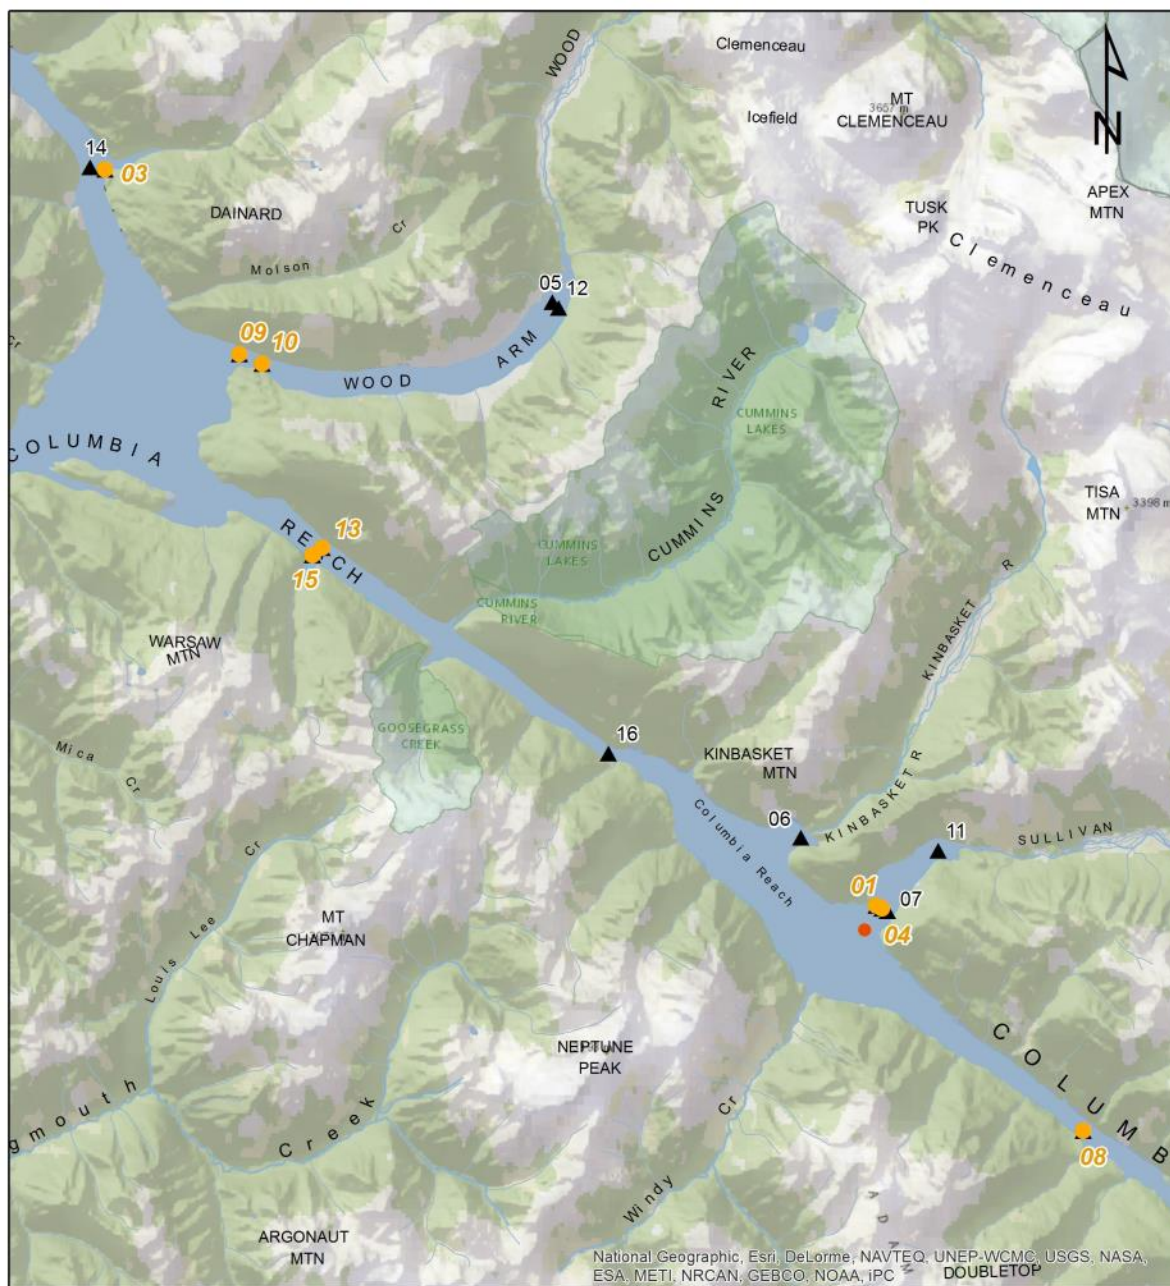 WOOD
Clemenceau
Icefield
MT
3657 m
CLEMENCEAU
N
14
03
DAINARD
Cr
Molson
TUSK
PK
APEX
MTN
Clemenceau
05
12
09
10
WOOD
ARM
Cr
RIVER
CUMMINS
LAKES
COLUMBIA
TISA
MTN
3398 m
CUMMINS
13
REACH
15
CUMMINS
LAKES
CUMMINS
RIVER
R
KINBASKET
WARSAW
MTN
GOOSEGRASS
CREEK
Mica
Cr
16
KINBASKET
MTN
KINBASKET R
Columbia Reach
06
11
SULLIVAN
Cr
Louis Lee
MT
CHAPMAN
01
07
04
NEPTUNE
PEAK
COLUMB
gmouth
Creek
Cr
Windy
08
ADAM
ARGONAUT
MTN
National Geographic, Esri, DeLorme, NAVTEQ, UNEP-WCMC, USGS, NASA,
ESA, METI, NRCAN, GEBCO, NOAA, iPC
DOUBLETOP